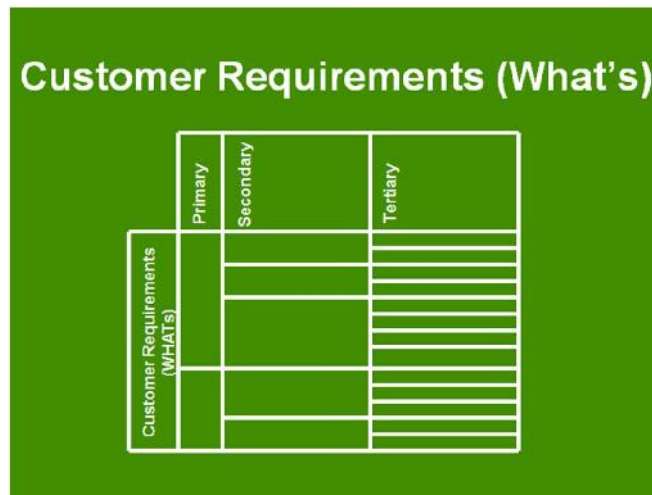 Customer Requirements (What's)
Primary
Secondary
Tertiary
Customer Requirements
(WHATs)